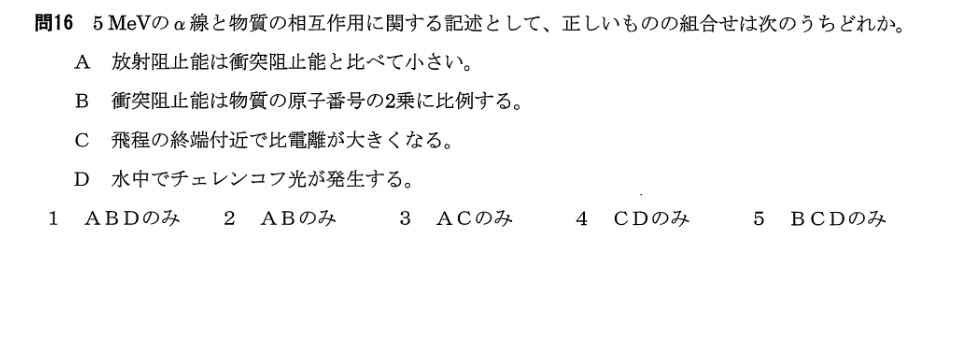 問16　5 MeVのα線と物質の相互作用に関する記述として、正しいものの組合せは次のうちどれか。
A　放射阻止能は衝突阻止能と比べて小さい。
B　衝突阻止能は物質の原子番号の2乗に比例する。
C　飛程の終端付近で比電離が大きくなる。
D　水中でチェレンコフ光が発生する。
1　ABDのみ　2　ABのみ　3　ACのみ　4　CDのみ　5　BCDのみ